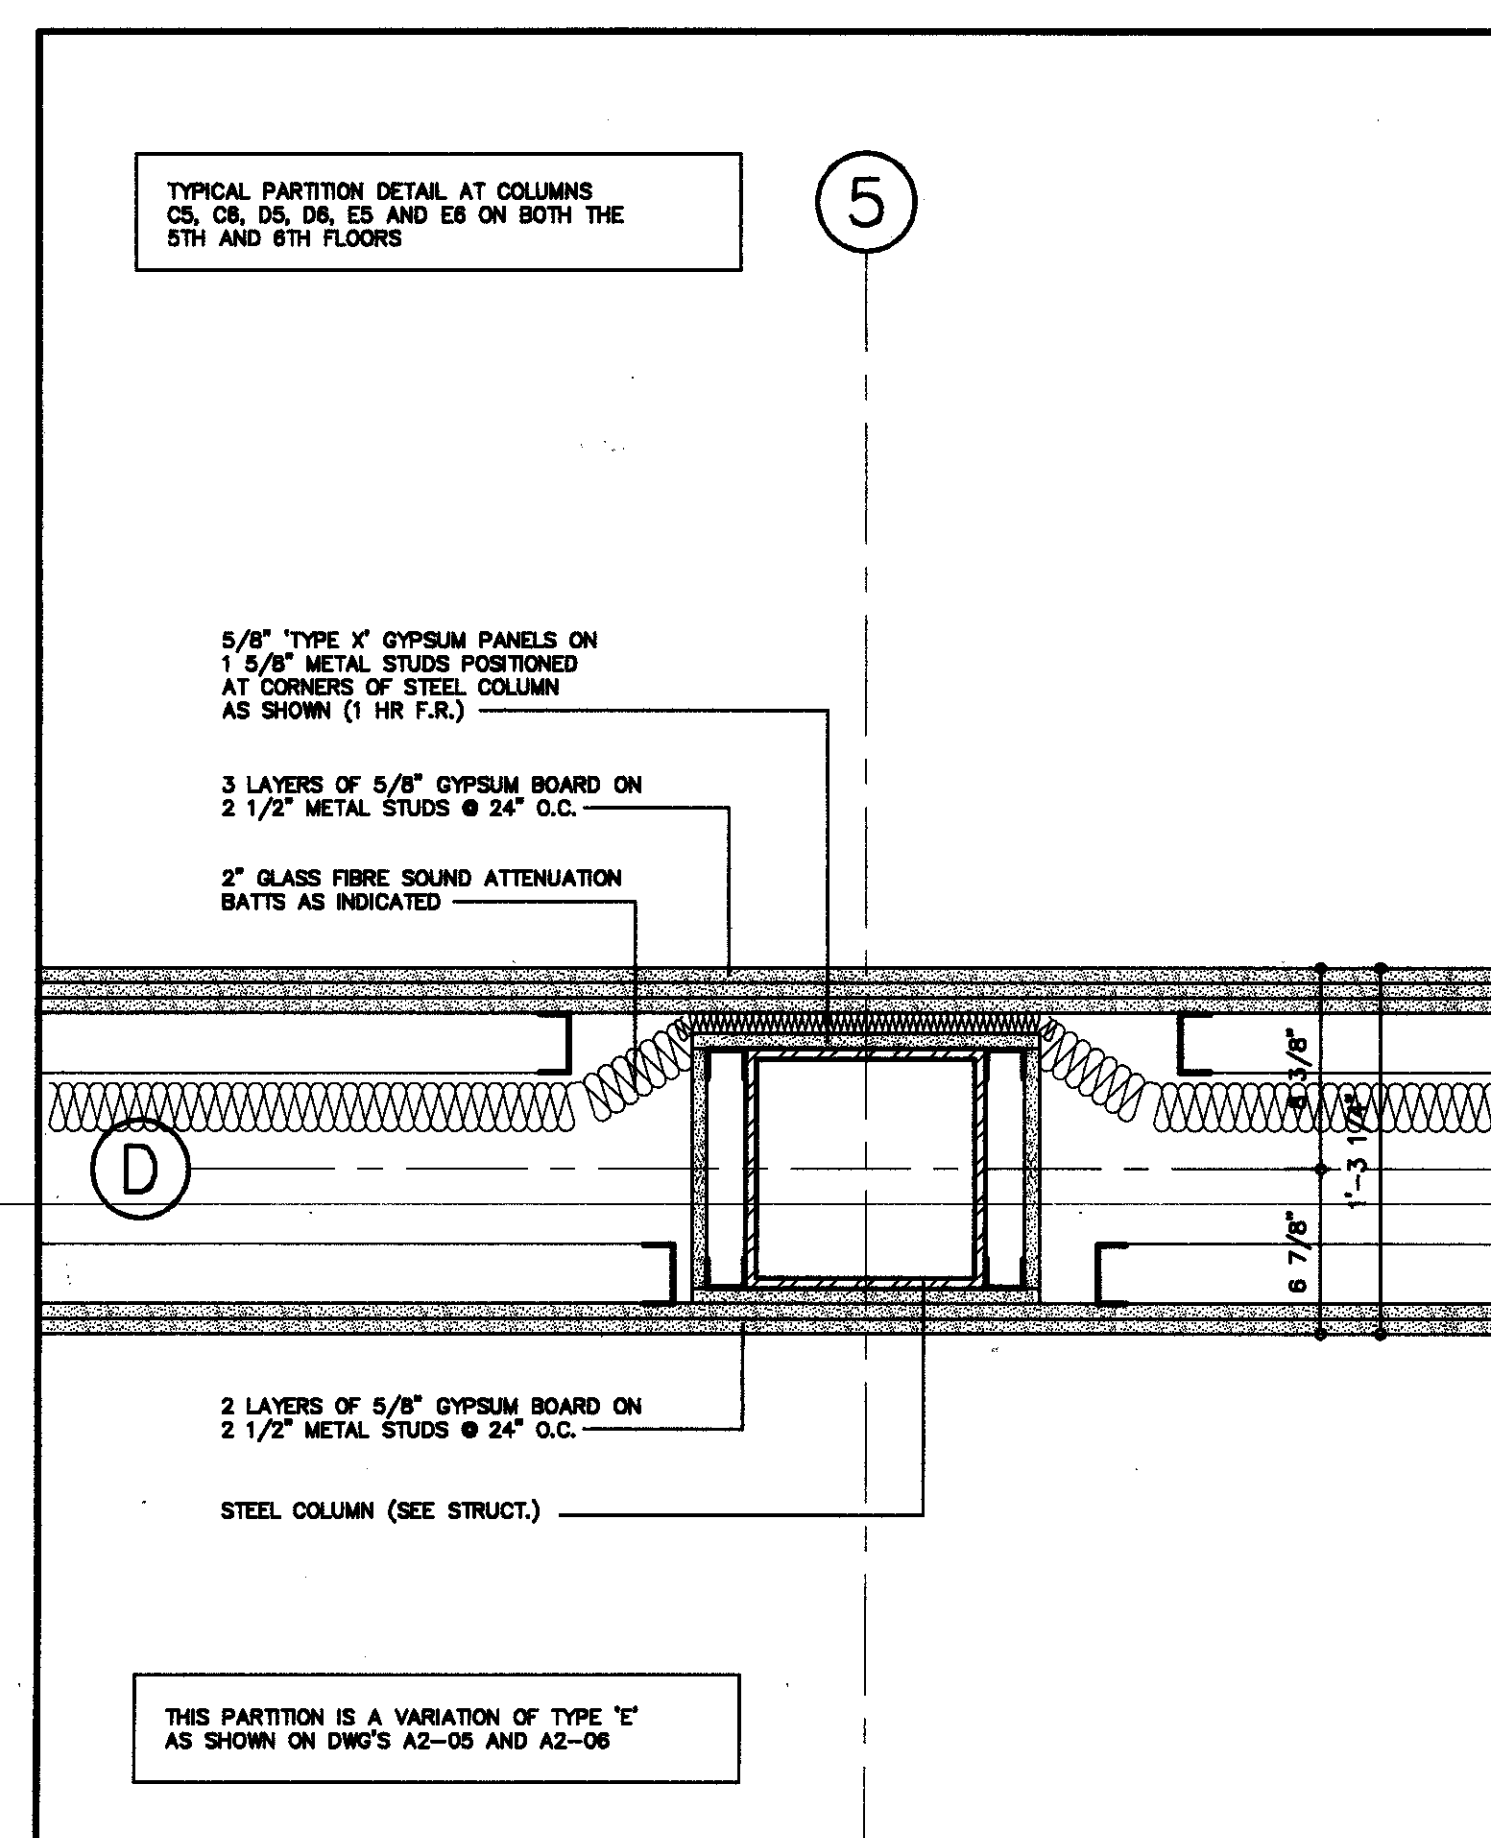 TYPICAL PARTITION DETAIL AT COLUMNS
C5, C6, D5, D6, E5 AND E6 ON BOTH THE
5TH AND 6TH FLOORS
5
5/8" 'TYPE X' GYPSUM PANELS ON
1 5/8" METAL STUDS POSITIONED
AT CORNERS OF STEEL COLUMN
AS SHOWN (1 HR F.R.)
3 LAYERS OF 5/8" GYPSUM BOARD ON
2 1/2" METAL STUDS @ 24" O.C.
2" GLASS FIBRE SOUND ATTENUATION
BATTS AS INDICATED
8 3/8"
1'-3 1/4"
D
6 7/8"
2 LAYERS OF 5/8" GYPSUM BOARD ON
2 1/2" METAL STUDS @ 24" O.C.
STEEL COLUMN (SEE STRUCT.)
THIS PARTITION IS A VARIATION OF TYPE 'E'
AS SHOWN ON DWG'S A2-05 AND A2-06